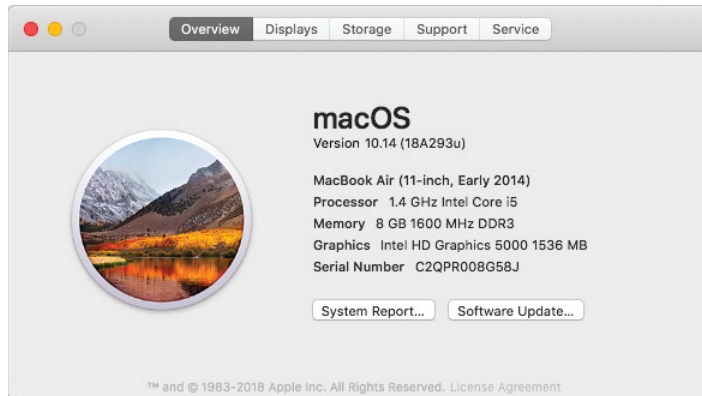 Overview Displays Storage Support Service
macOS
Version 10.14 (18A293u)
MacBook Air (11-inch, Early 2014)
Processor 1.4 GHz Intel Core i5
Memory 8 GB 1600 MHz DDR3
Graphics Intel HD Graphics 5000 1536 MB
Serial Number C2QPR008G58J
System Report... Software Update...
™ and © 1983-2018 Apple Inc. All Rights Reserved. License Agreement